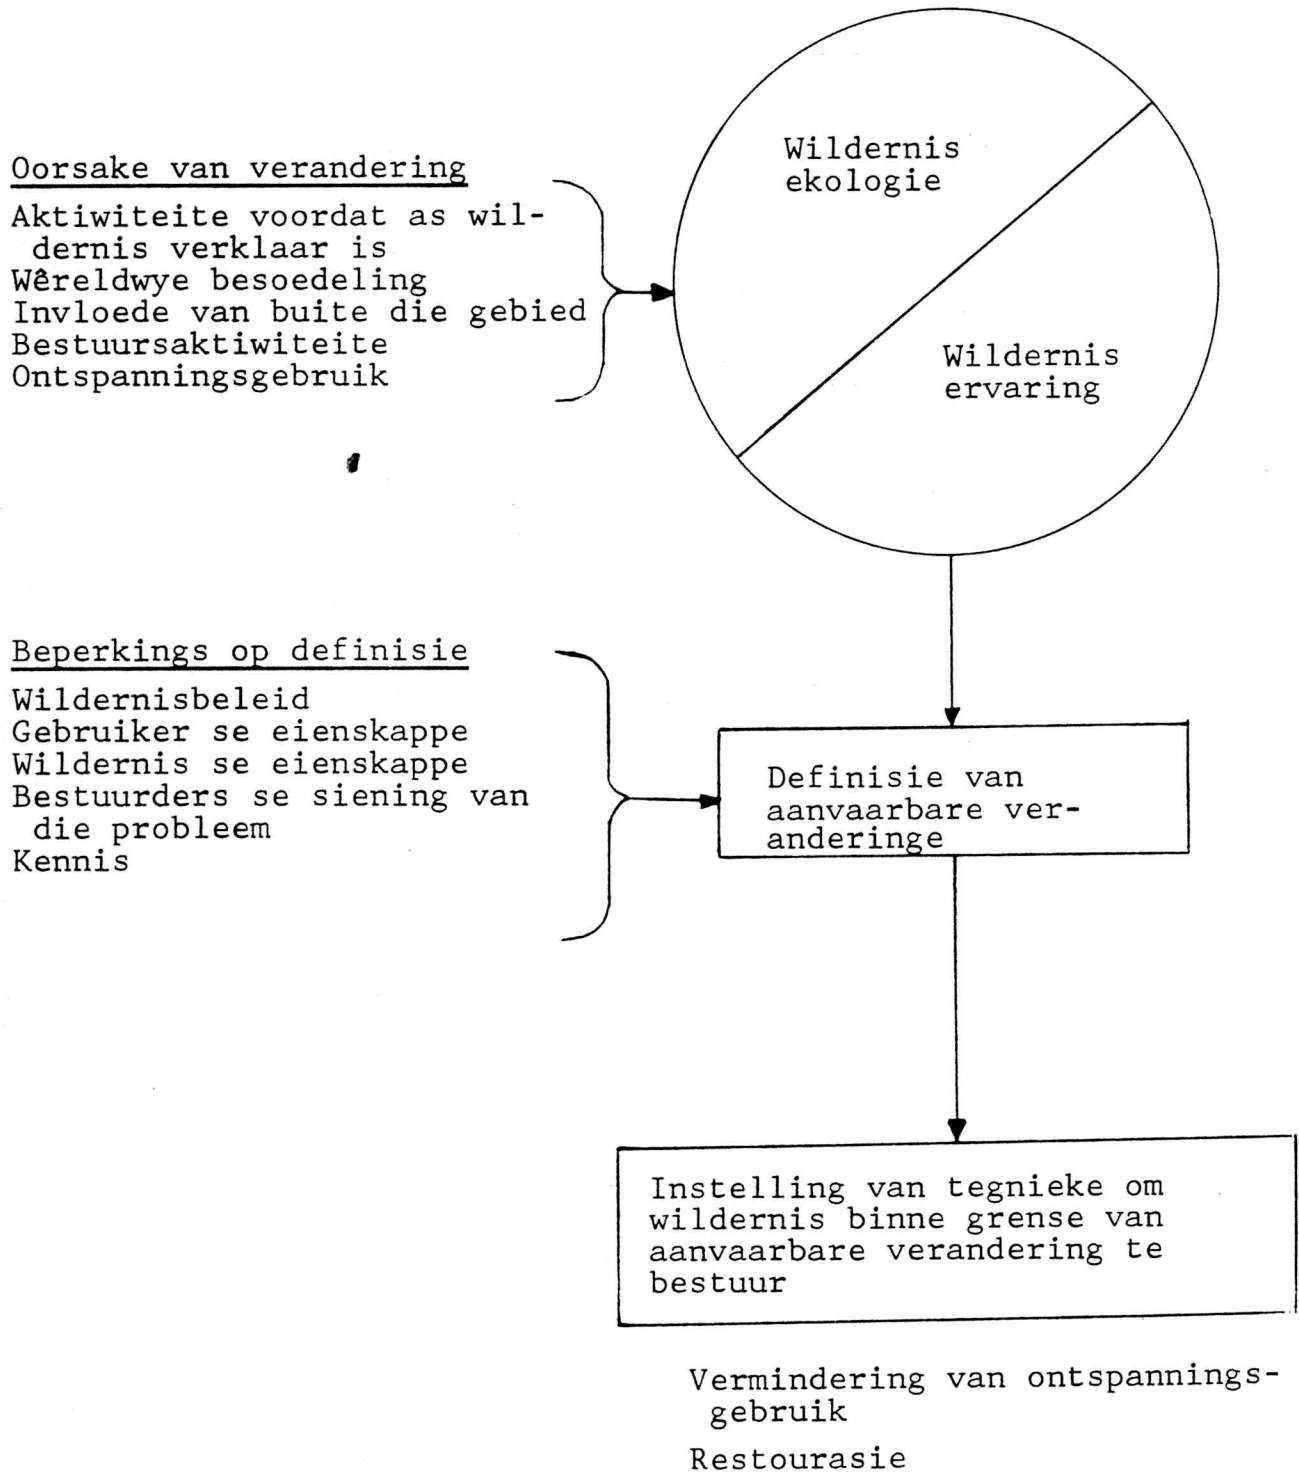 Wildernis
ekologie
Oorsake van verandering
Aktiwiteite voordat as wil-
dernis verklaar is
Wêreldwye besoedeling
Invloede van buite die gebied
Bestuursaktiwiteite
Ontspanningsgebruik
Wildernis
ervaring
Beperkings op definisie
Wildernisbeleid
Gebruiker se eienskappe
Wildernis se eienskappe
Bestuurders se siening van
die probleem
Kennis
Definisie van
aanvaarbare ver-
anderinge
Instelling van tegnieke om
wildernis binne grense van
aanvaarbare verandering te
bestuur
Vermindering van ontspannings-
gebruik
Restourasie